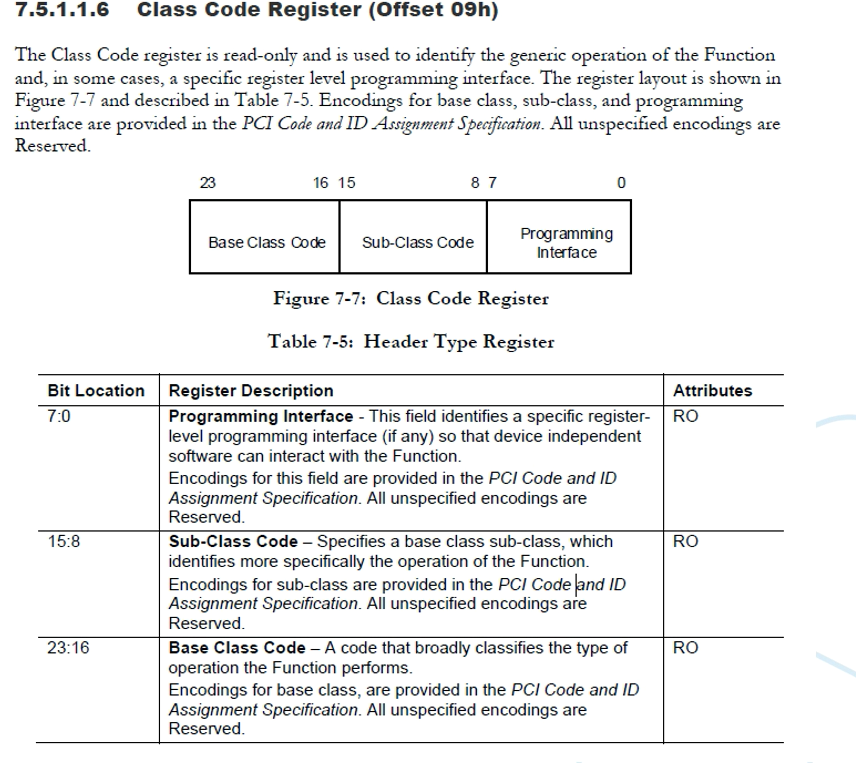 7.5.1.1.6 Class Code Register (Offset 09h)
The Class Code register is read-only and is used to identify the generic operation of the Function
and, in some cases, a specific register level programming interface. The register layout is shown in
Figure 7-7 and described in Table 7-5. Encodings for base class, sub-class, and programming
interface are provided in the PCI Code and ID Assignment Specification. All unspecified encodings are
Reserved.
23 16 15 8 7 0
Base Class Code Sub-Class Code Programming
Interface
Figure 7-7: Class Code Register
Table 7-5: Header Type Register
Bit Location Register Description Attributes
7:0 Programming Interface - This field identifies a specific register- RO
level programming interface (if any) so that device independent
software can interact with the Function.
Encodings for this field are provided in the PCI Code and ID
Assignment Specification. All unspecified encodings are
Reserved.
15:8 Sub-Class Code – Specifies a base class sub-class, which RO
identifies more specifically the operation of the Function.
Encodings for sub-class are provided in the PCI Code and ID
Assignment Specification. All unspecified encodings are
Reserved.
23:16 Base Class Code – A code that broadly classifies the type of RO
operation the Function performs.
Encodings for base class, are provided in the PCI Code and ID
Assignment Specification. All unspecified encodings are
Reserved.